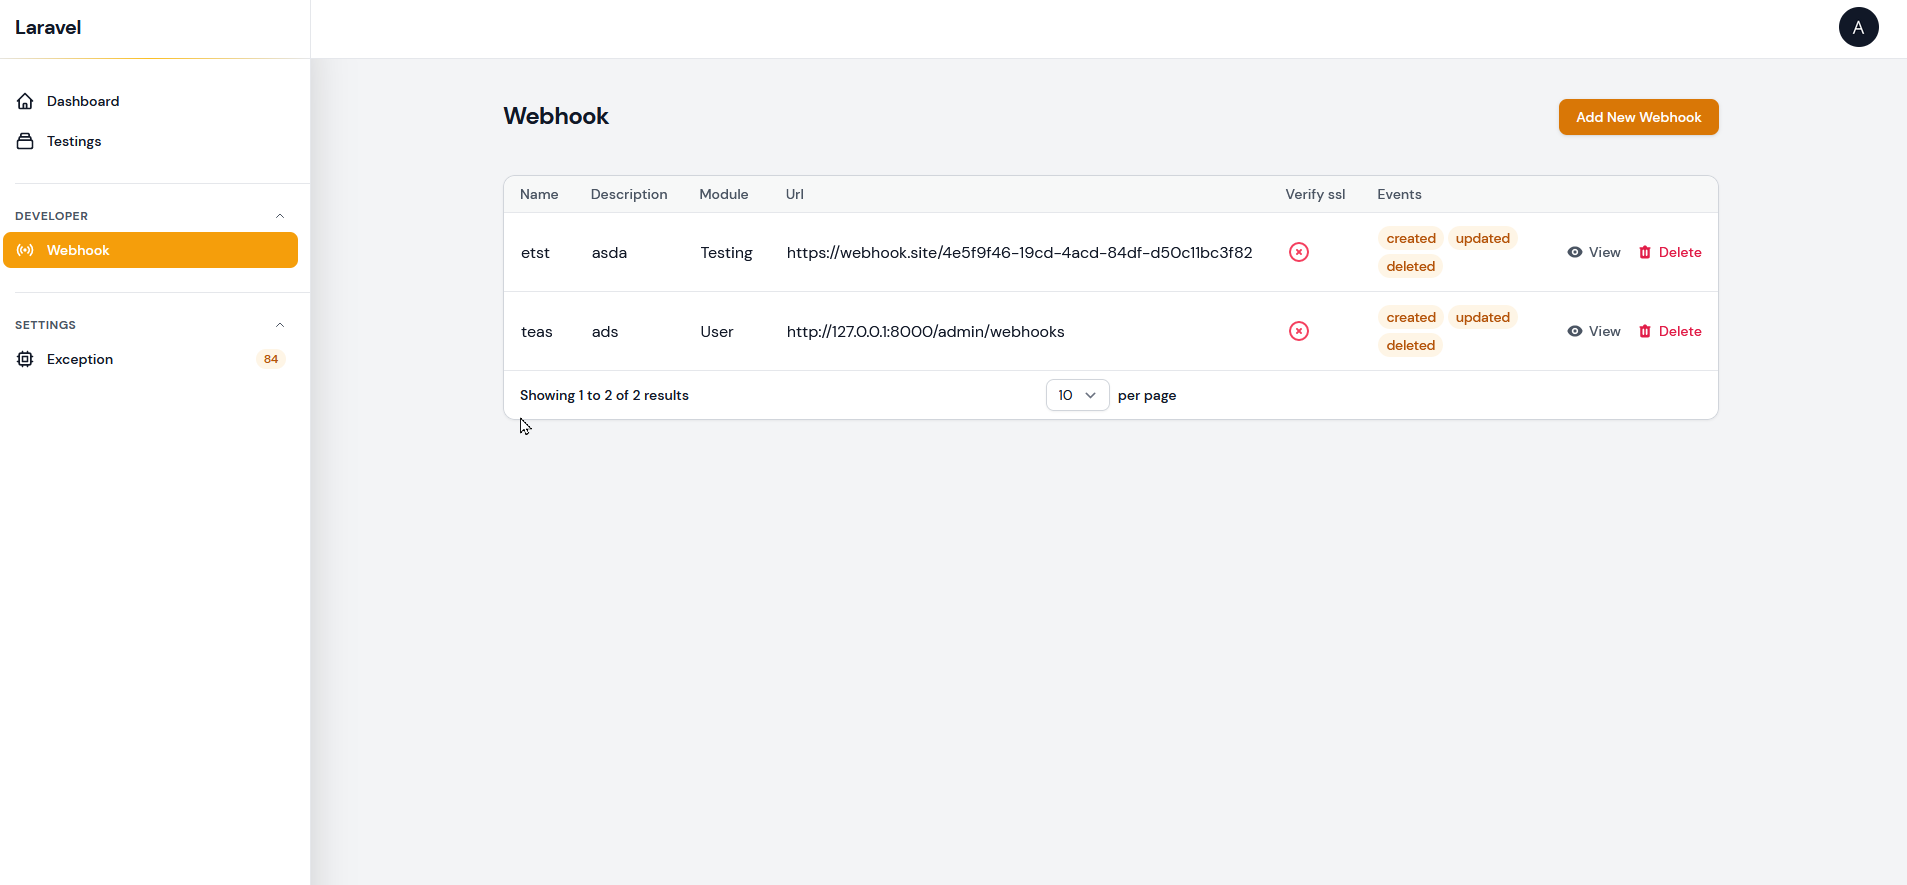 Laravel
A
Dashboard
Testings
DEVELOPER
Webhook
SETTINGS
Exception 84
Webhook
Add New Webhook
Name Description Module Url Verify ssl Events
etst asda Testing https://webhook.site/4e5f9f46-19cd-4acd-84df-d50c11bc3f82 created updated deleted View Delete
teas ads User http://127.0.0.1:8000/admin/webhooks created updated deleted View Delete
Showing 1 to 2 of 2 results 10 per page